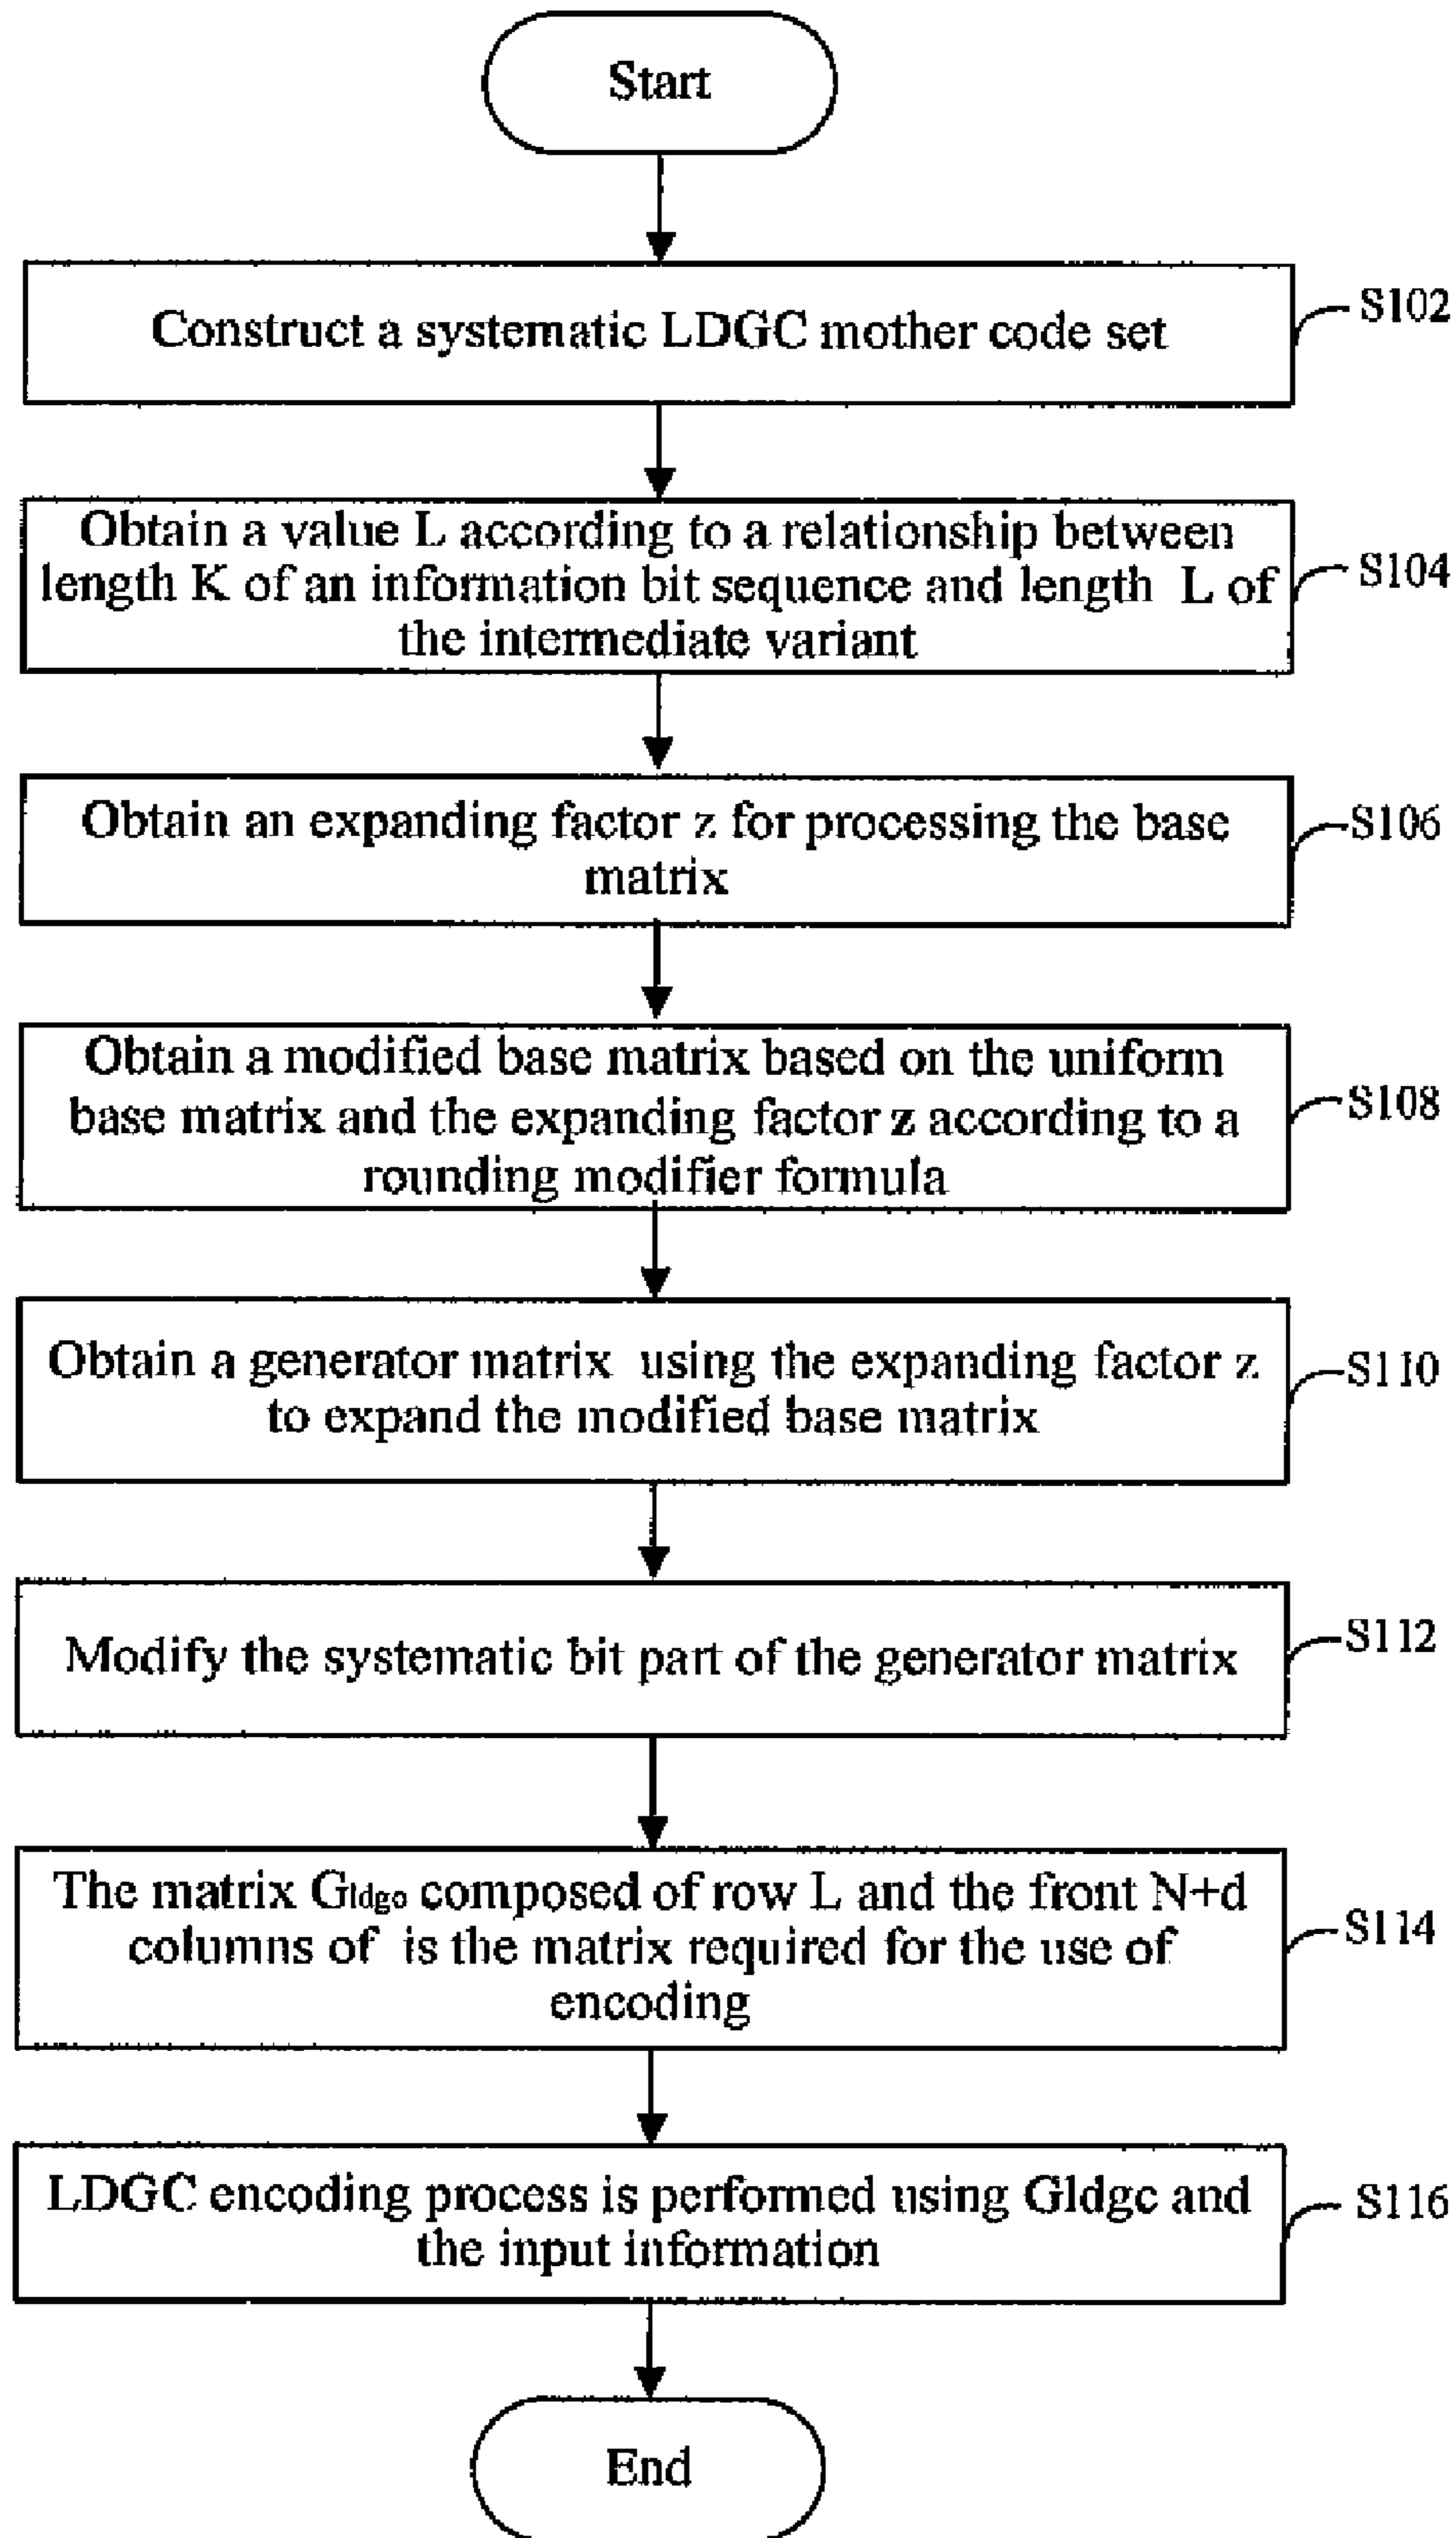 Start
Construct a systematic LDGC mother code set
S102
Obtain a value L according to a relationship between
length K of an information bit sequence and length L of
the intermediate variant
S104
Obtain an expanding factor z for processing the base
matrix
S106
Obtain a modified base matrix based on the uniform
base matrix and the expanding factor z according to a
rounding modifier formula
S108
Obtain a generator matrix using the expanding factor z
to expand the modified base matrix
S110
Modify the systematic bit part of the generator matrix
S112
The matrix Gldgo composed of row L and the front N+d
columns of is the matrix required for the use of
encoding
S114
LDGC encoding process is performed using Gldgc and
the input information
S116
End